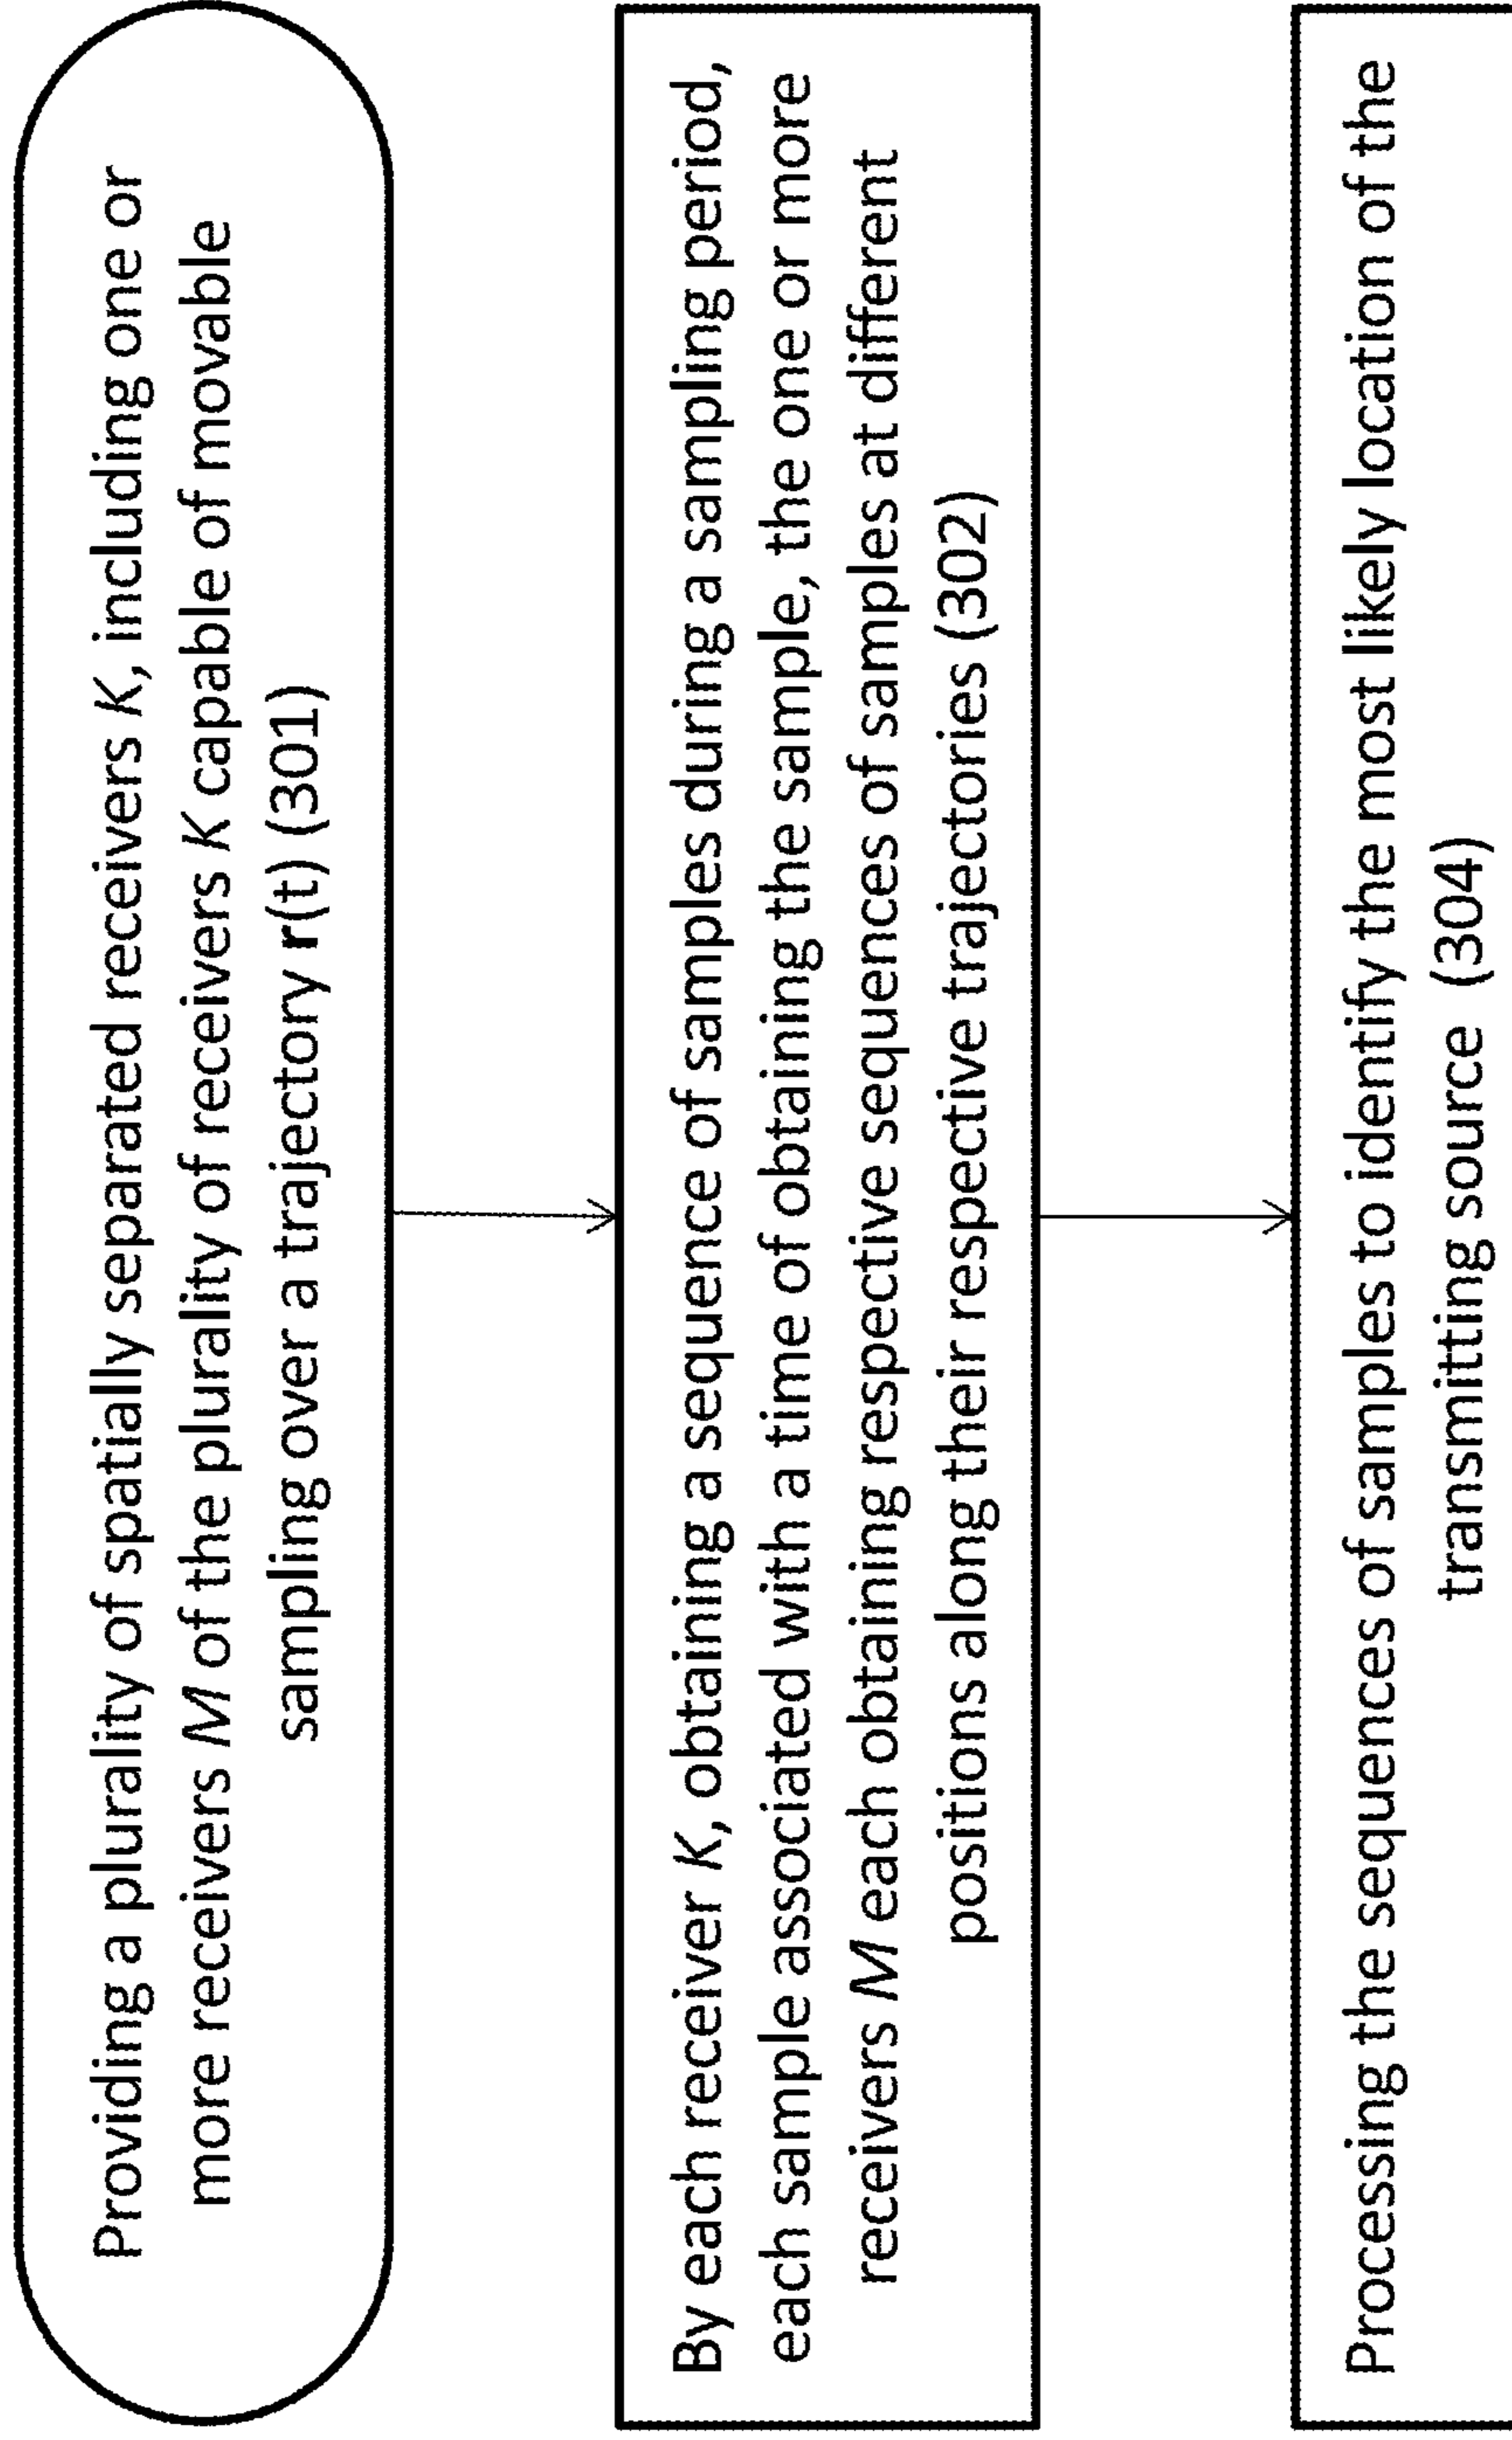 Providing a plurality of spatially separated receivers K, including one or
more receivers M of the plurality of receivers K capable of movable
sampling over a trajectory r(t) (301)
By each receiver K, obtaining a sequence of samples during a sampling period,
each sample associated with a time of obtaining the sample, the one or more
receivers M each obtaining respective sequences of samples at different
positions along their respective trajectories (302)
Processing the sequences of samples to identify the most likely location of the
transmitting source (304)